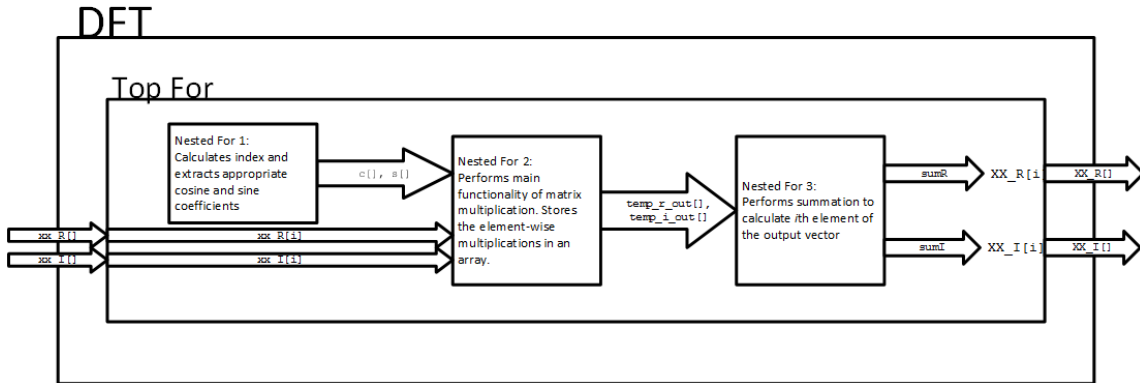 DFT
Top For
Nested For 1:
Calculates index and
extracts appropriate
cosine and sine
coefficients
c[], s[]
Nested For 2:
Performs main
functionality of matrix
multiplication. Stores
the element-wise
multiplications in an
array.
temp_r_out[],
temp_i_out[]
Nested For 3:
Performs summation to
calculate ith element of
the output vector
sumR
XX_R[i]
XX_R[]
sumI
XX_I[i]
XX_I[]
xx_R[]
xx_R[i]
xx_I[]
xx_I[i]